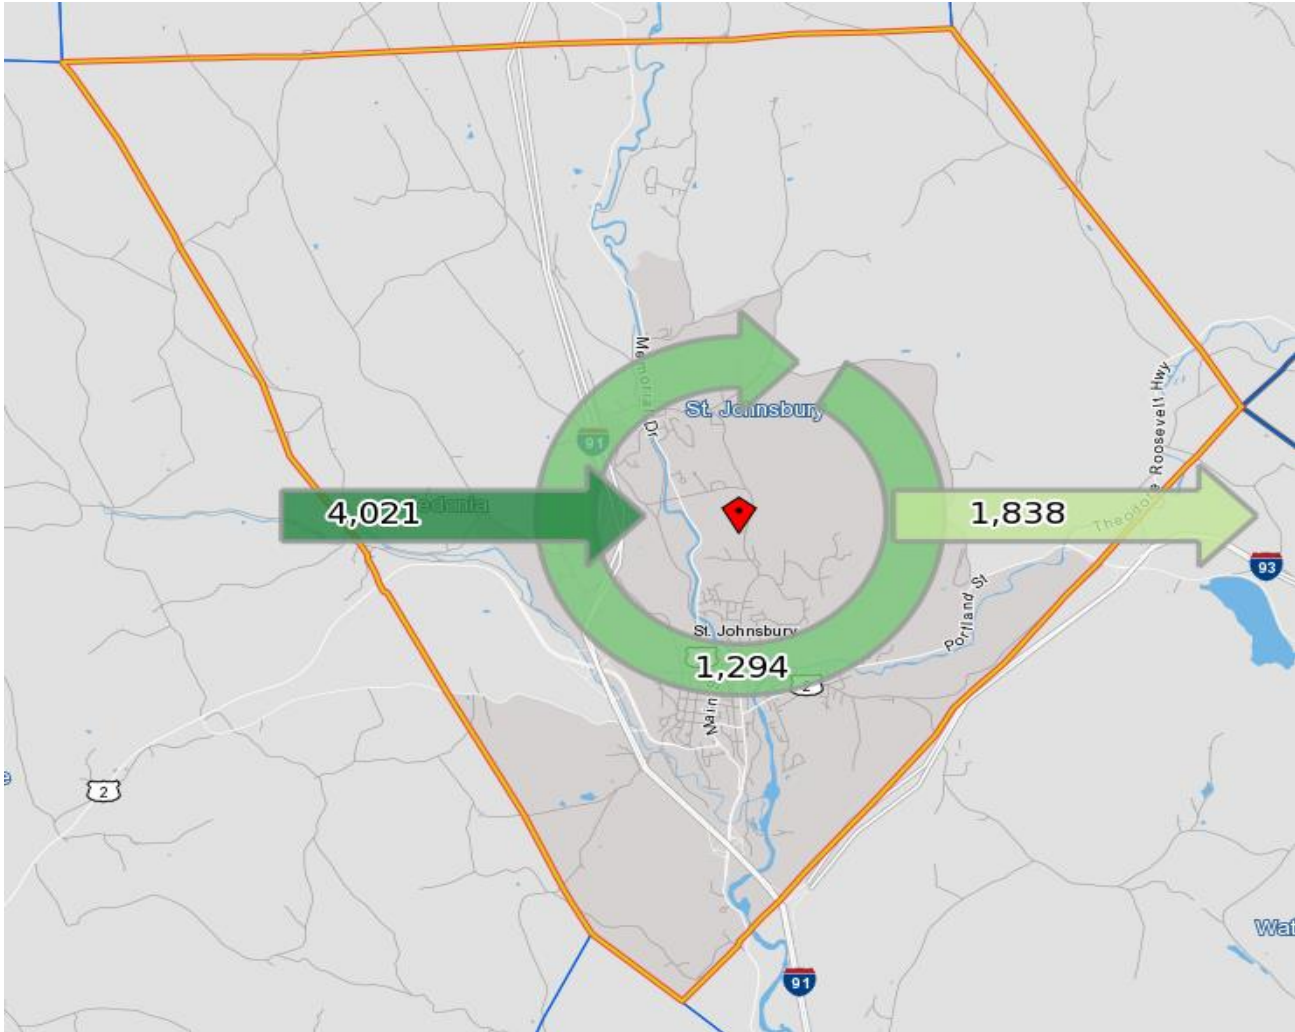 Memorial Dr
St. Johnsbury
91
Theodore Roosevelt Hwy
4,021
1,838
93
Portland St
St. Johnsbury
1,294
2
Main
2
91